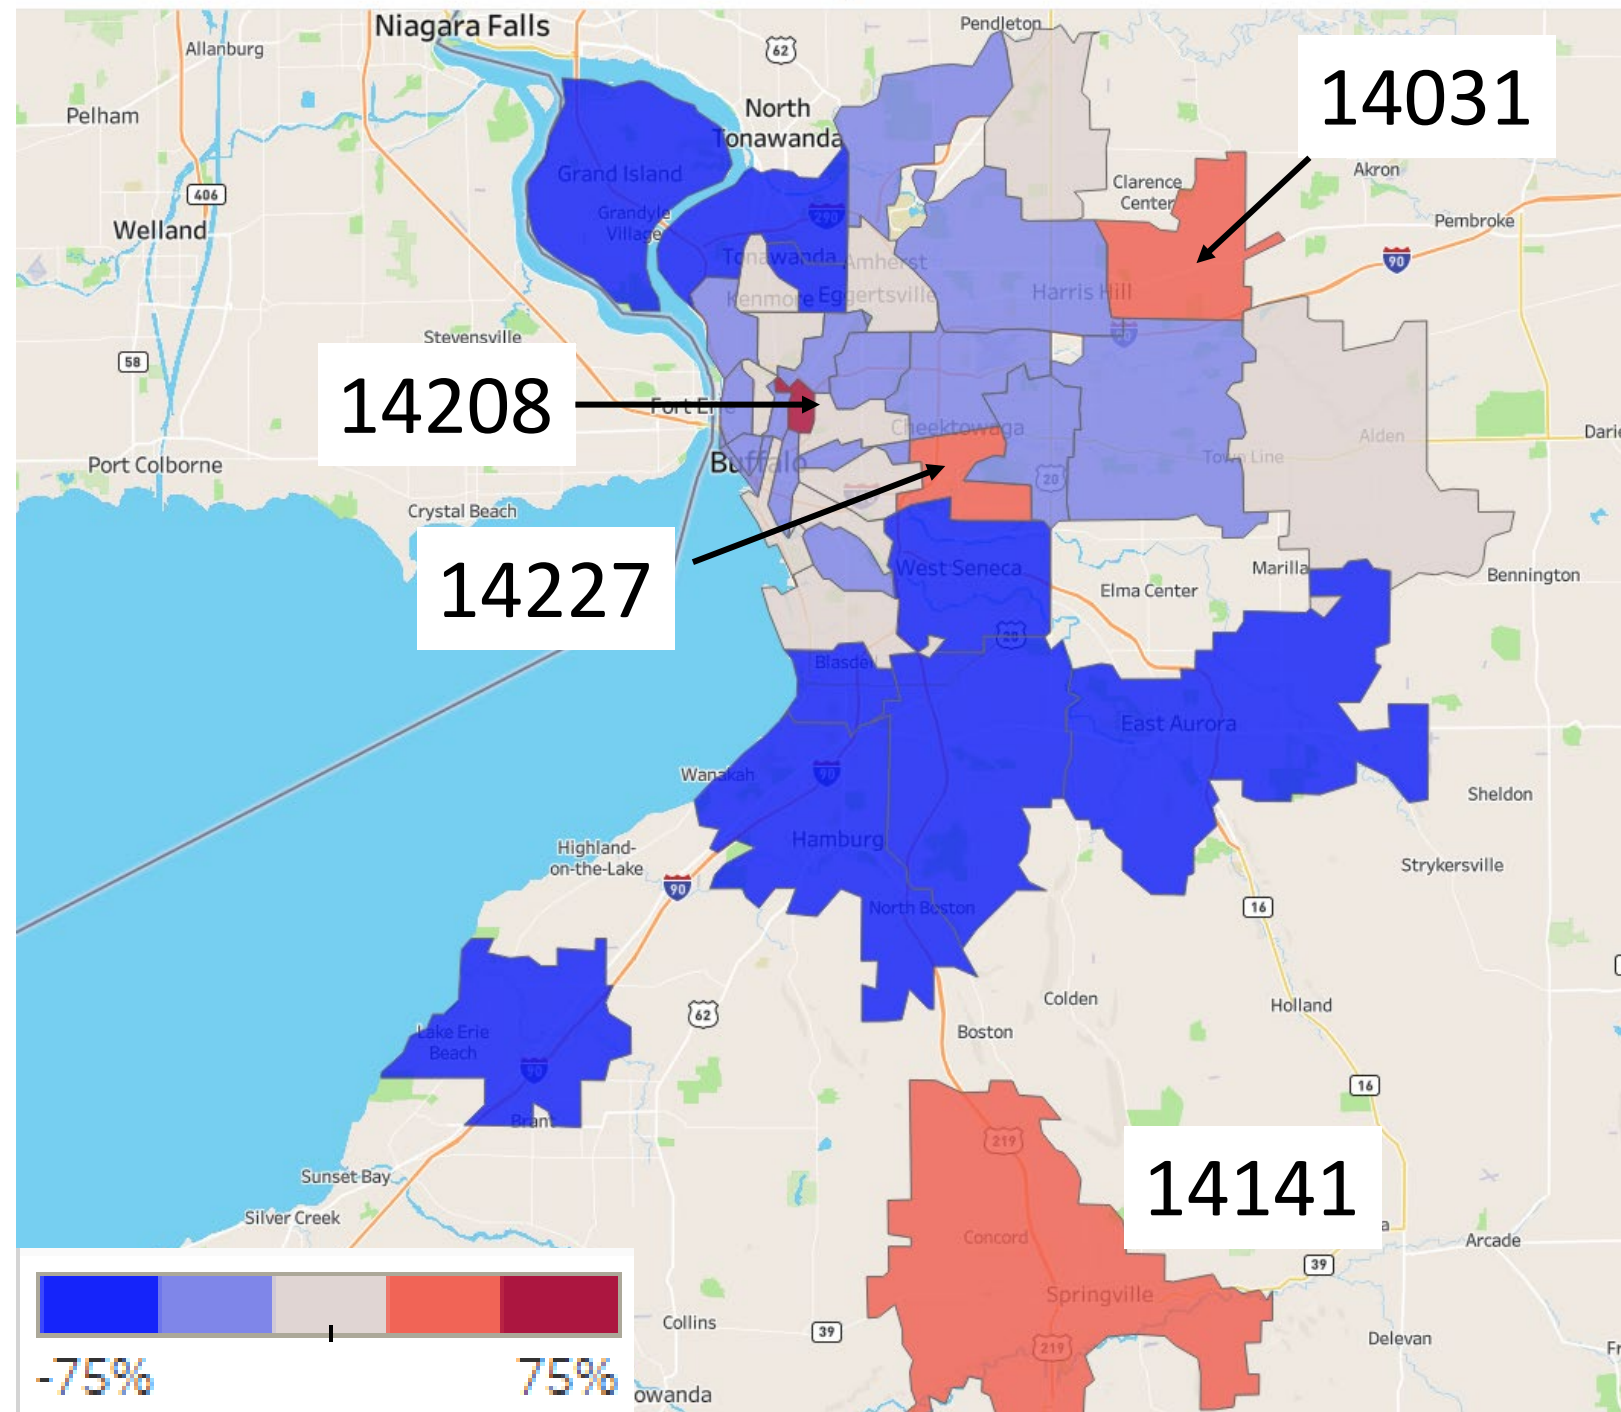 Niagara Falls
Pendleton
Allanburg
62
14031
Pelham
North
Tonawanda
Akron
Grand Island
Clarence
Center
406
Grandyle
Village
290
Pembroke
Welland
Tonawanda
Amherst
90
Kenmore
Eggertsville
Harris Hill
Stevensville
90
58
14208
Fort Erie
Cheektowaga
Alden
Darie
Port Colborne
Buffalo
Town Line
20
Crystal Beach
14227
West Seneca
Elma Center
Marilla
Bennington
20
Blasdell
East Aurora
Wanakah
90
Sheldon
Hamburg
Highland-
on-the-Lake
Strykersville
90
North Boston
16
62
Colden
Holland
Lake Erie
Beach
Boston
90
16
Brant
219
14141
Sunset Bay
Silver Creek
Concord
a
Arcade
39
Springville
Collins
39
219
Delevan
Fr
-75%
75%
owanda